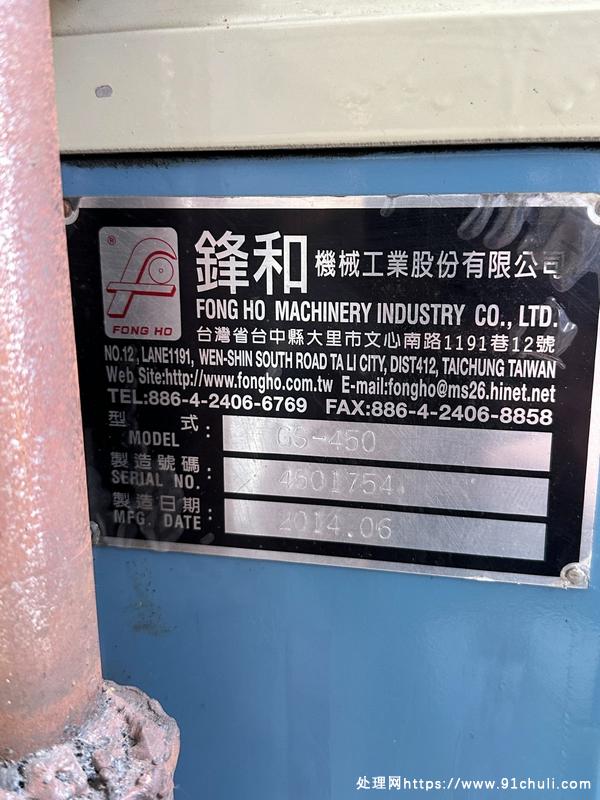 ®
FONG HO
鋒和 機械工業股份有限公司
FONG HO MACHINERY INDUSTRY CO., LTD.
台灣省台中縣大里市文心南路1191巷12號
NO.12, LANE1191, WEN-SHIN SOUTH ROAD TA LI CITY, DIST412, TAICHUNG TAIWAN
Web Site:http://www.fongho.com.tw E-mail:fongho@ms26.hinet.net
TEL:886-4-2406-6769 FAX:886-4-2406-8858
型式:
MODEL GS-450
製造號碼:
SERIAL NO. 4501754
製造日期:
MFG. DATE: 2014.06
处理网https://www.91chuli.com